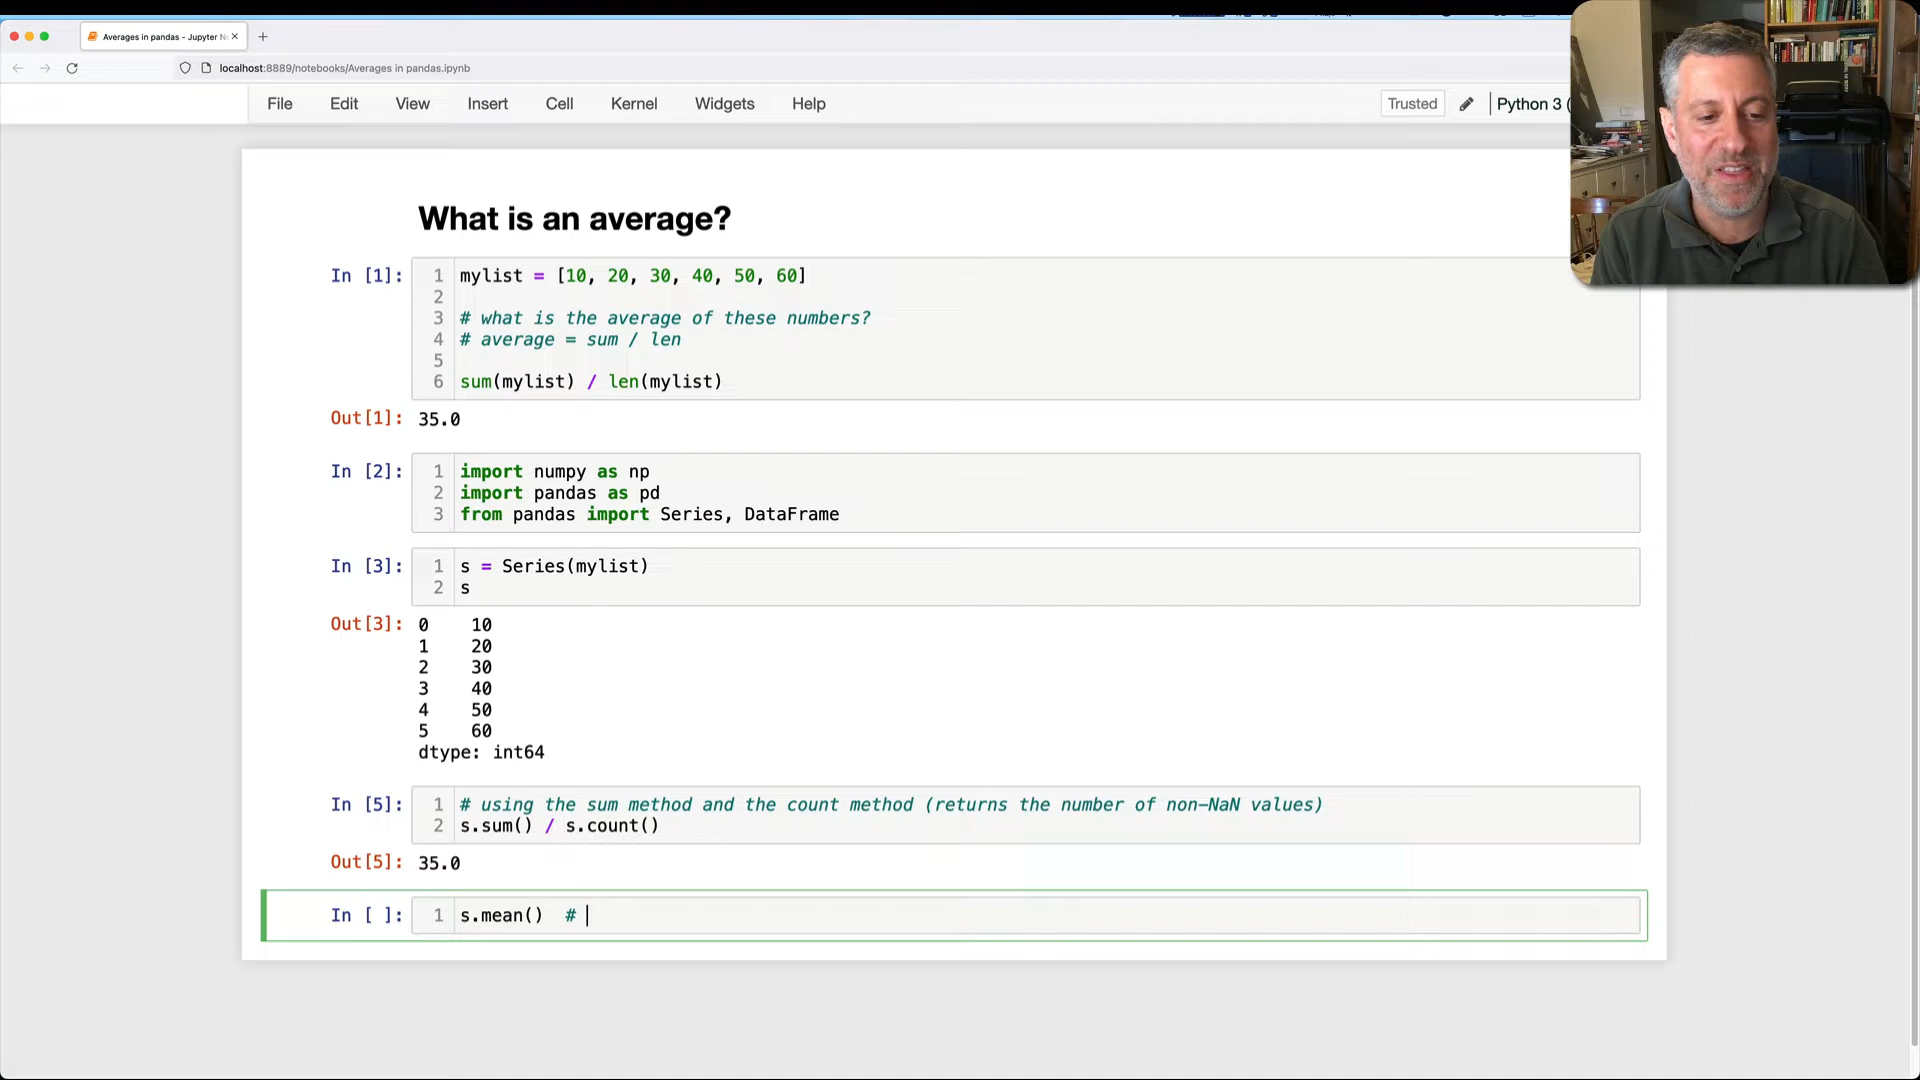 Averages in pandas - Jupyter N
localhost:8889/notebooks/Averages in pandas.ipynb
File Edit View Insert Cell Kernel Widgets Help Trusted Python 3 (
What is an average?
In [1]: 1 mylist = [10, 20, 30, 40, 50, 60]
2
3 # what is the average of these numbers?
4 # average = sum / len
5
6 sum(mylist) / len(mylist)
Out[1]: 35.0
In [2]: 1 import numpy as np
2 import pandas as pd
3 from pandas import Series, DataFrame
In [3]: 1 s = Series(mylist)
2 s
Out[3]: 0 10
1 20
2 30
3 40
4 50
5 60
dtype: int64
In [5]: 1 # using the sum method and the count method (returns the number of non-NaN values)
2 s.sum() / s.count()
Out[5]: 35.0
In [ ]: 1 s.mean() #